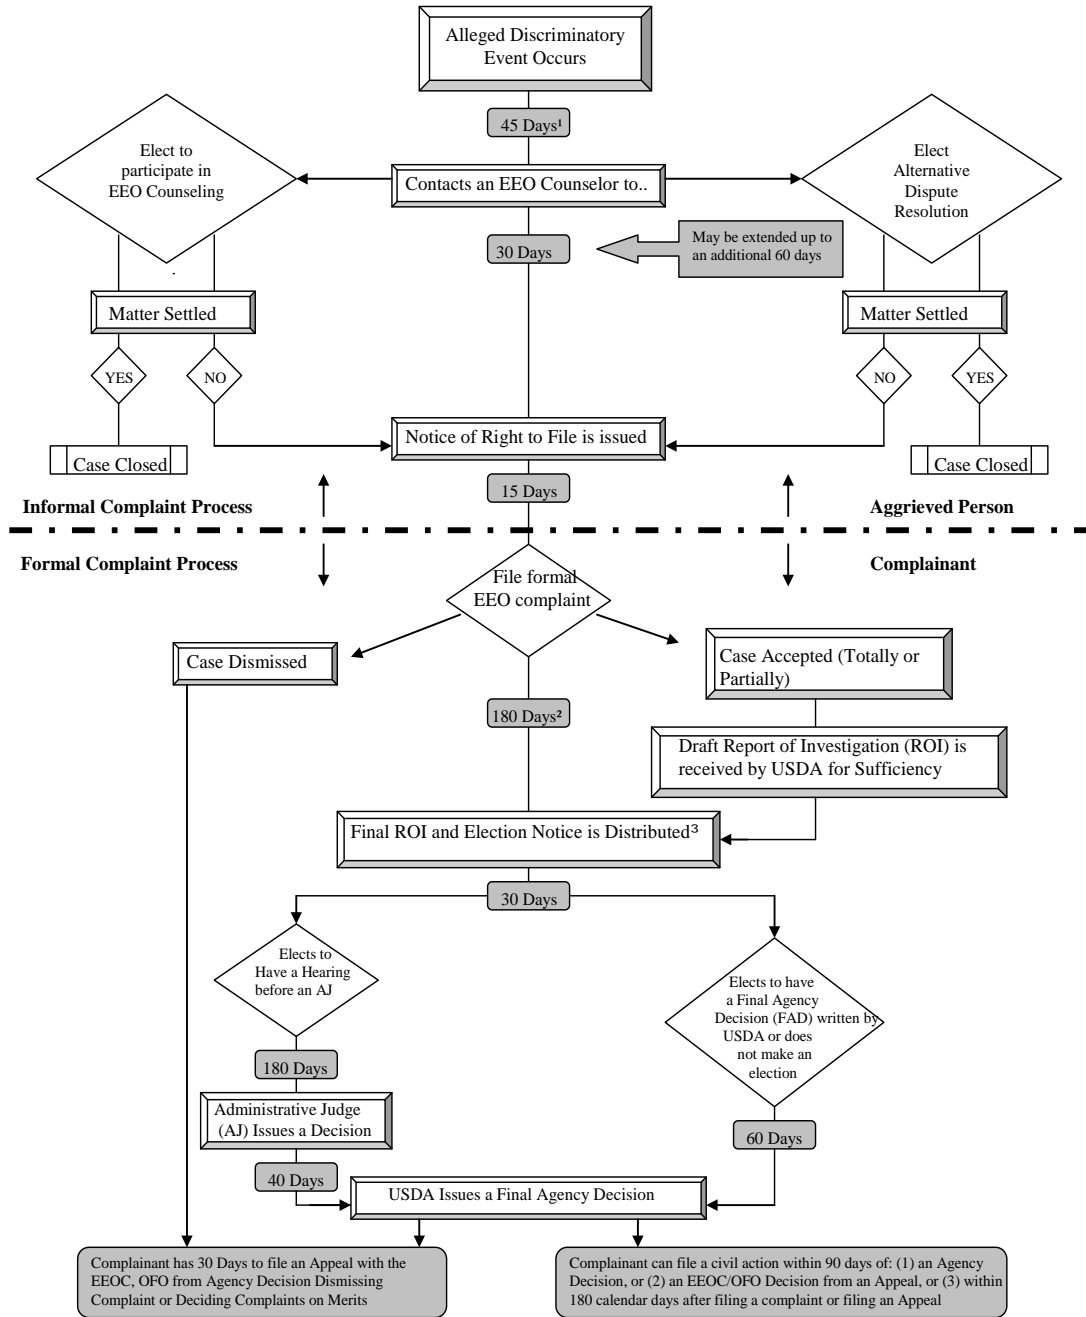 Alleged Discriminatory
Event Occurs
45 Days¹
Elect to
participate in
EEO Counseling
Contacts an EEO Counselor to..
Elect
Alternative
Dispute
Resolution
30 Days
May be extended up to
an additional 60 days
Matter Settled
Matter Settled
YES
NO
NO
YES
Notice of Right to File is issued
Case Closed
Case Closed
15 Days
Informal Complaint Process
Aggrieved Person
Formal Complaint Process
Complainant
File formal
EEO complaint
Case Dismissed
Case Accepted (Totally or
Partially)
180 Days²
Draft Report of Investigation (ROI) is
received by USDA for Sufficiency
Final ROI and Election Notice is Distributed³
30 Days
Elects to
Have a Hearing
before an AJ
Elects to have
a Final Agency
Decision (FAD) written by
USDA or does
not make an
election
180 Days
Administrative Judge
(AJ) Issues a Decision
60 Days
40 Days
USDA Issues a Final Agency Decision
Complainant has 30 Days to file an Appeal with the
EEOC, OFO from Agency Decision Dismissing
Complaint or Deciding Complaints on Merits
Complainant can file a civil action within 90 days of: (1) an Agency
Decision, or (2) an EEOC/OFO Decision from an Appeal, or (3) within
180 calendar days after filing a complaint or filing an Appeal